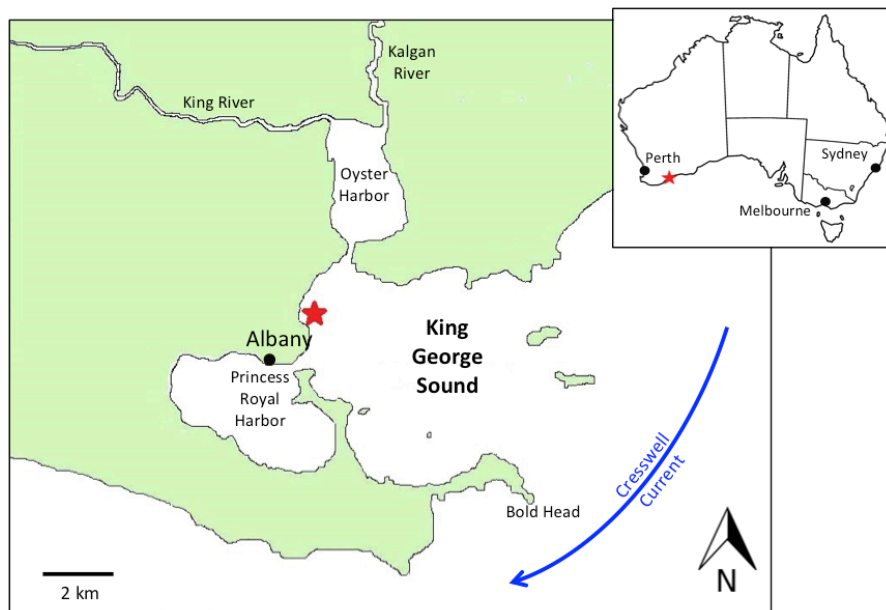 Kalgan
River
King River
Oyster
Harbor
King
George
Sound
Albany
Princess
Royal
Harbor
Bold Head
Cresswell
Current
2 km
N
Perth
Sydney
Melbourne